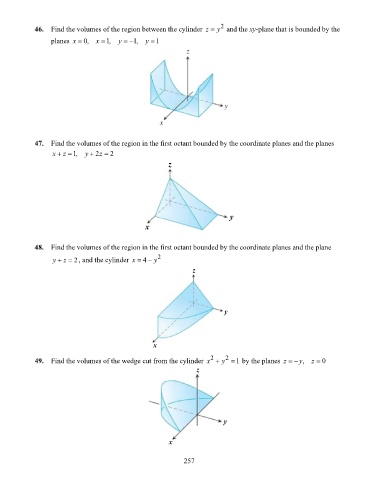 46. Find the volumes of the region between the cylinder z = y² and the xy-plane that is bounded by the
planes x = 0, x = 1, y = −1, y = 1
z
y
x
47. Find the volumes of the region in the first octant bounded by the coordinate planes and the planes
x + z = 1, y + 2z = 2
z
y
x
48. Find the volumes of the region in the first octant bounded by the coordinate planes and the plane
y + z = 2, and the cylinder x = 4 − y²
z
y
x
49. Find the volumes of the wedge cut from the cylinder x² + y² = 1 by the planes z = −y, z = 0
z
y
x
257